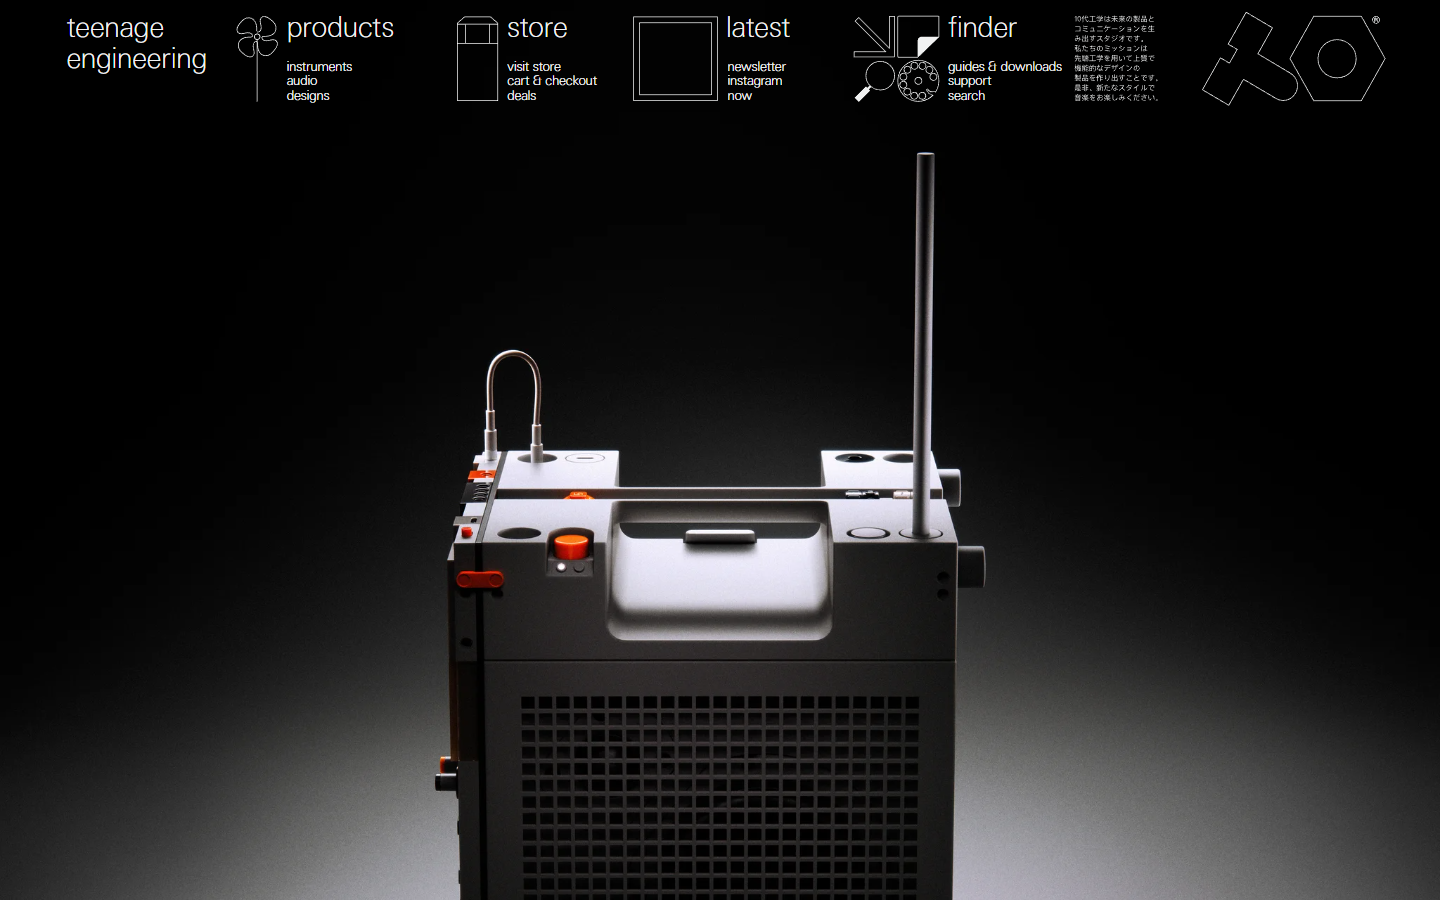 teenage
engineering
products
instruments
audio
designs
store
visit store
cart & checkout
deals
latest
newsletter
instagram
now
finder
guides & downloads
support
search
10代工学は未来の製品と
コミュニケーションを生
み出すスタジオです。
私たちのミッションは
先端工学を用いて上質で
機能的なデザインの
製品を作り出すことです。
是非、新たなスタイルで
音楽をお楽しみください。
®